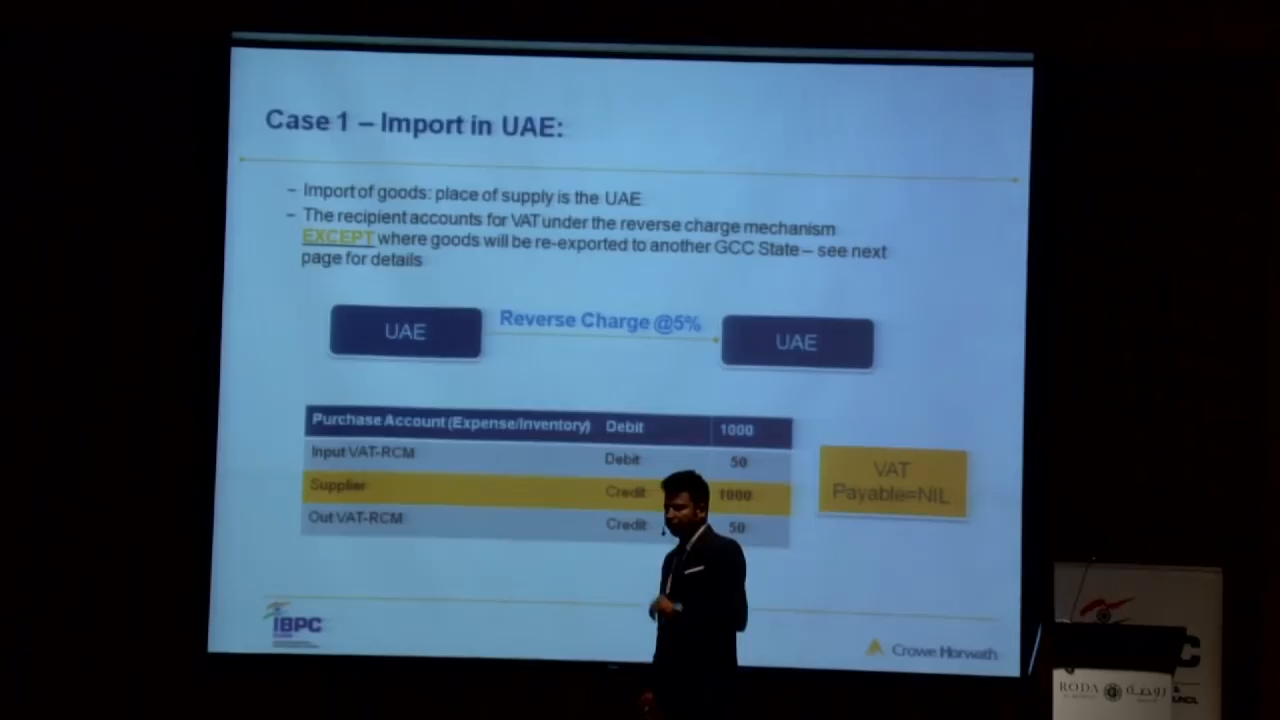 Case 1 – Import in UAE:
– Import of goods: place of supply is the UAE
– The recipient accounts for VAT under the reverse charge mechanism
EXCEPT where goods will be re-exported to another GCC State – see next
page for details
UAE
Reverse Charge @5%
UAE
Purchase Account (Expense/Inventory) Debit 1000
Input VAT-RCM Debit 50
Supplier Credit 1000
Out VAT-RCM Credit 50
VAT
Payable=NIL
IBPC
Crowe Horwath
RODA روضة